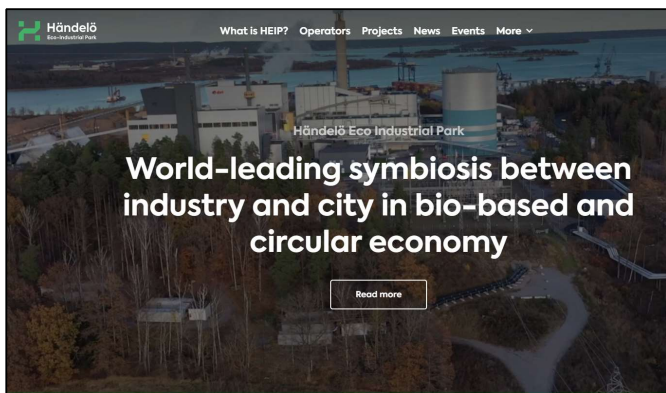 Händelö
Eco-Industrial Park
What is HEIP? Operators Projects News Events More
Händelö Eco Industrial Park
World-leading symbiosis between
industry and city in bio-based and
circular economy
Read more